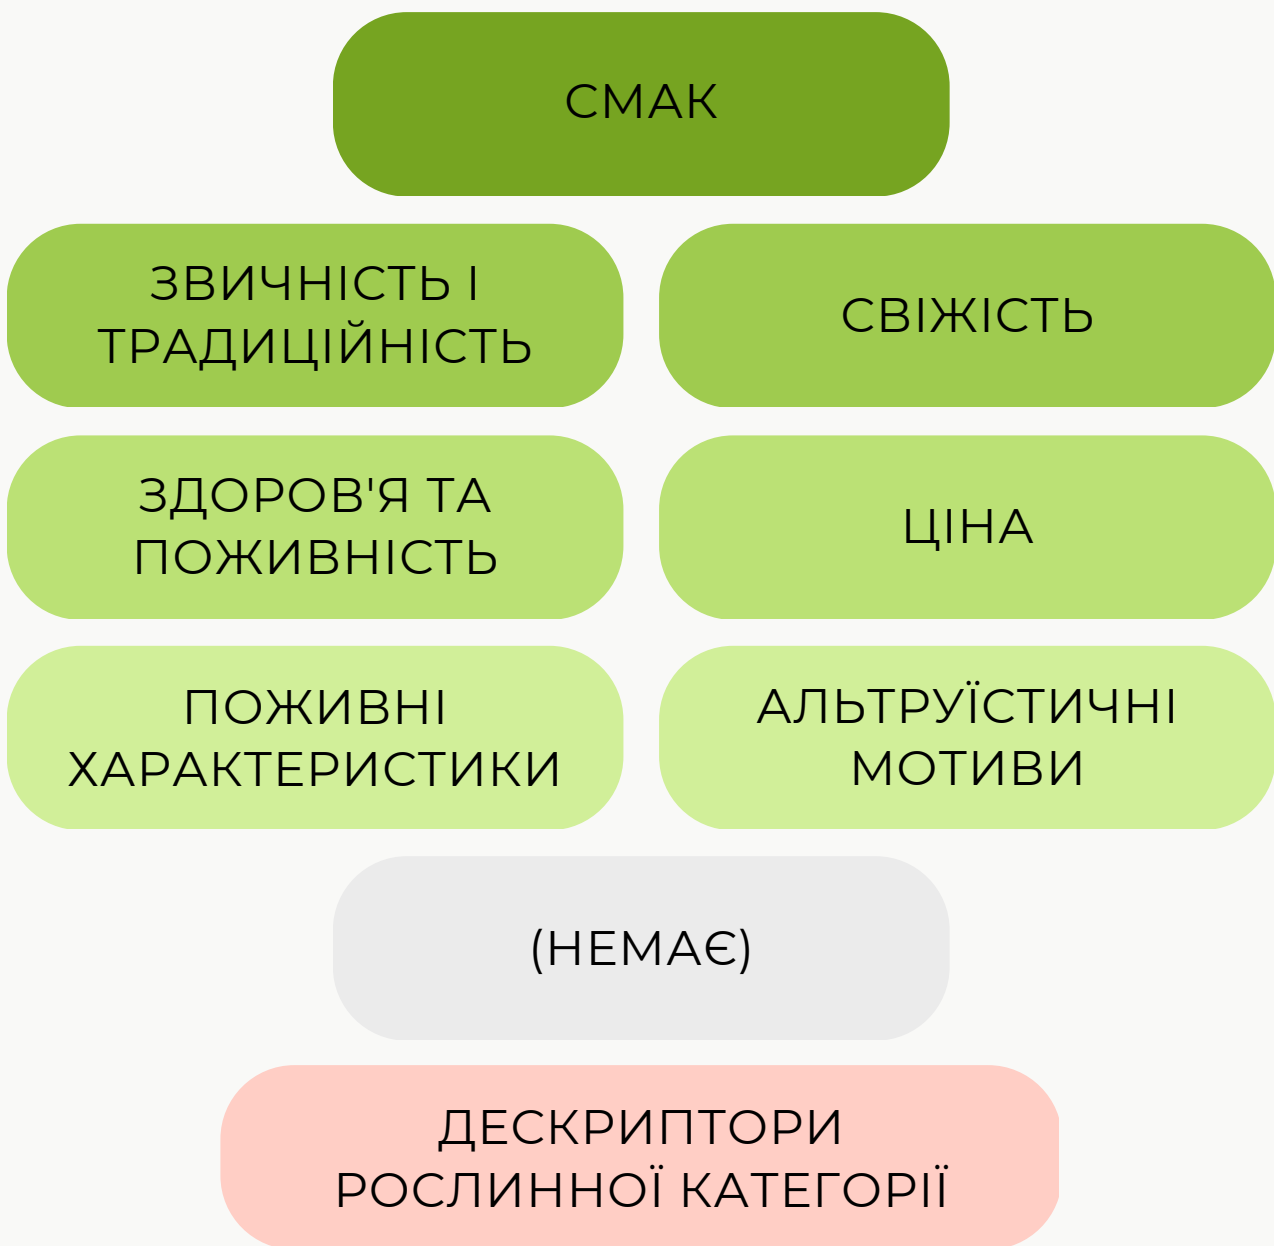 СМАК
ЗВИЧНІСТЬ І
ТРАДИЦІЙНІСТЬ
СВІЖІСТЬ
ЗДОРОВ'Я ТА
ПОЖИВНІСТЬ
ЦІНА
ПОЖИВНІ
ХАРАКТЕРИСТИКИ
АЛЬТРУЇСТИЧНІ
МОТИВИ
(НЕМАЄ)
ДЕСКРИПТОРИ
РОСЛИННОЇ КАТЕГОРІЇ